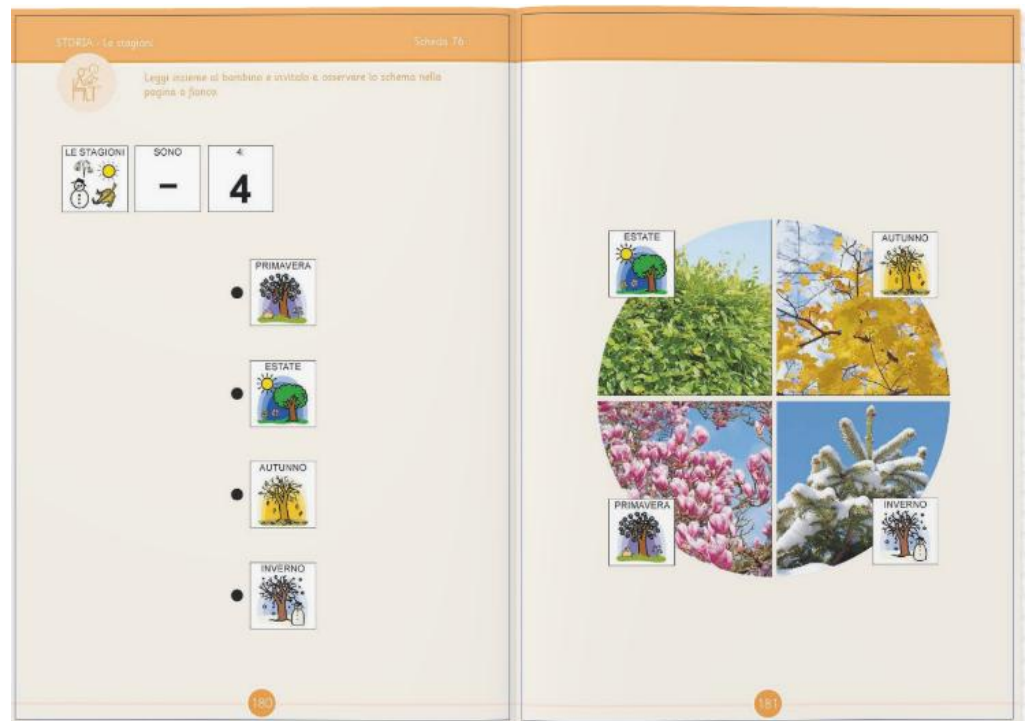 STORIA - Le stagioni
Scheda 76
Leggi insieme al bambino e invitalo a osservare lo schema nella
pagina a fianco.
LE STAGIONI
SONO
4:
–
4
PRIMAVERA
ESTATE
AUTUNNO
INVERNO
180
ESTATE
AUTUNNO
PRIMAVERA
INVERNO
181